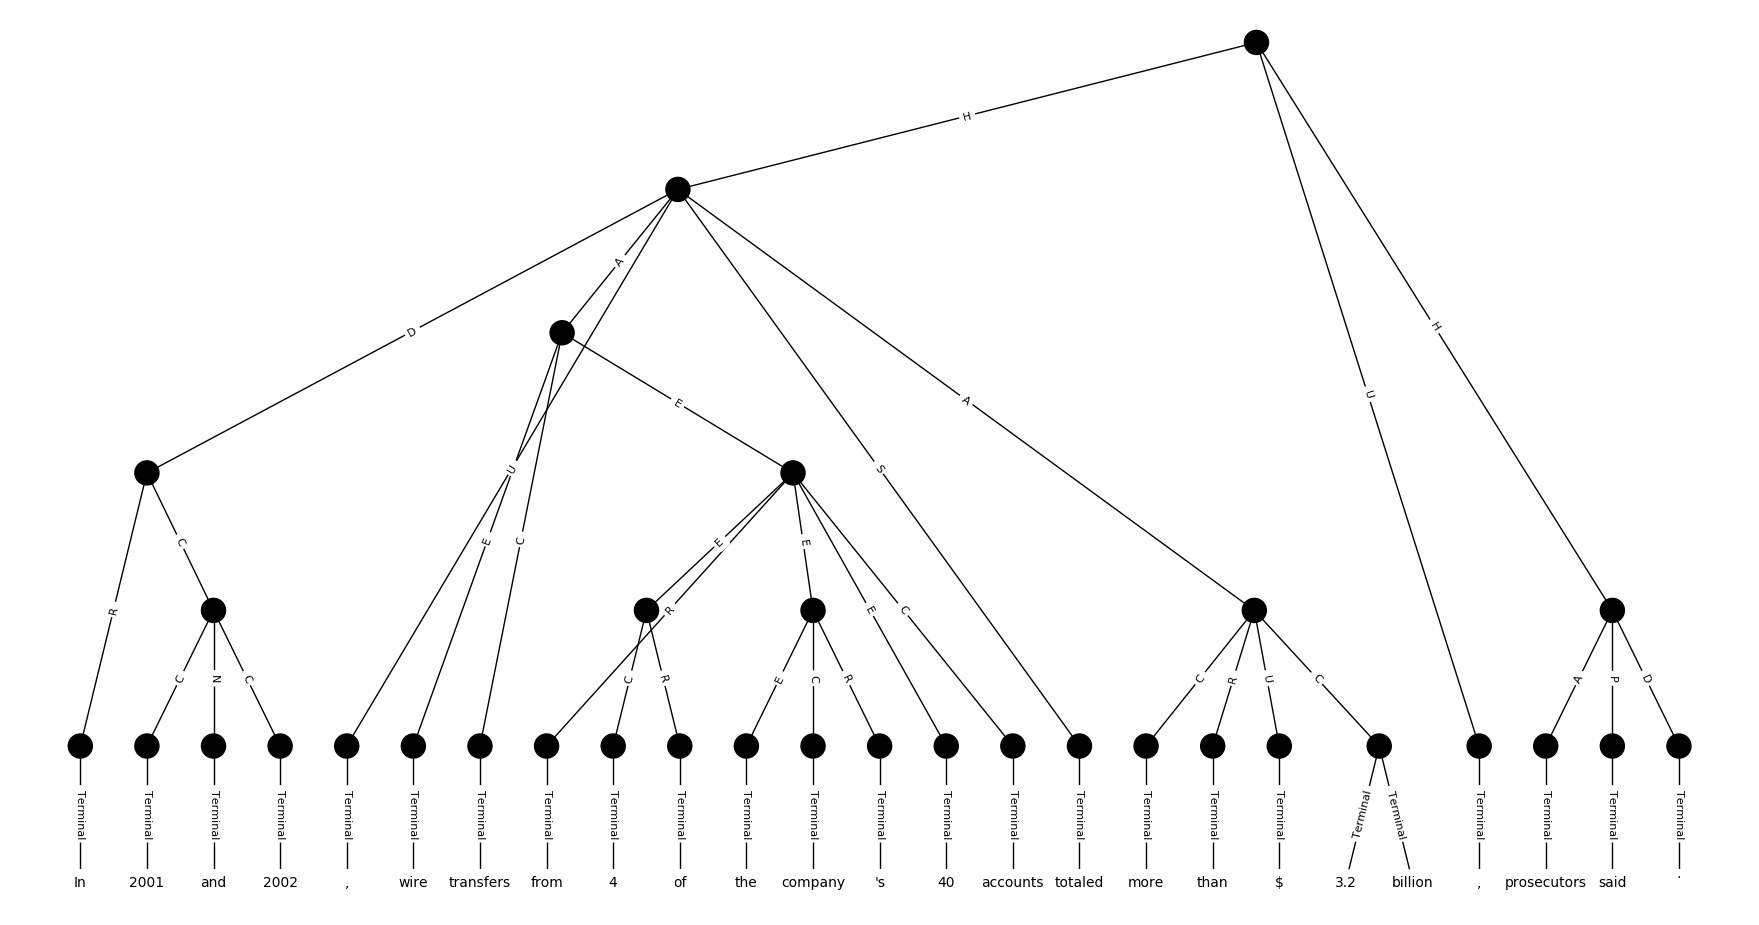 H
A
D
H
U
A
E
U
S
E
C
C
E
E
R
R
E
C
C
N
C
C
R
E
C
R
C
R
U
C
A
P
D
Terminal Terminal Terminal Terminal Terminal Terminal Terminal Terminal Terminal Terminal Terminal Terminal Terminal Terminal Terminal Terminal Terminal Terminal Terminal Terminal Terminal Terminal Terminal Terminal Terminal
In 2001 and 2002 , wire transfers from 4 of the company 's 40 accounts totaled more than $ 3.2 billion , prosecutors said .